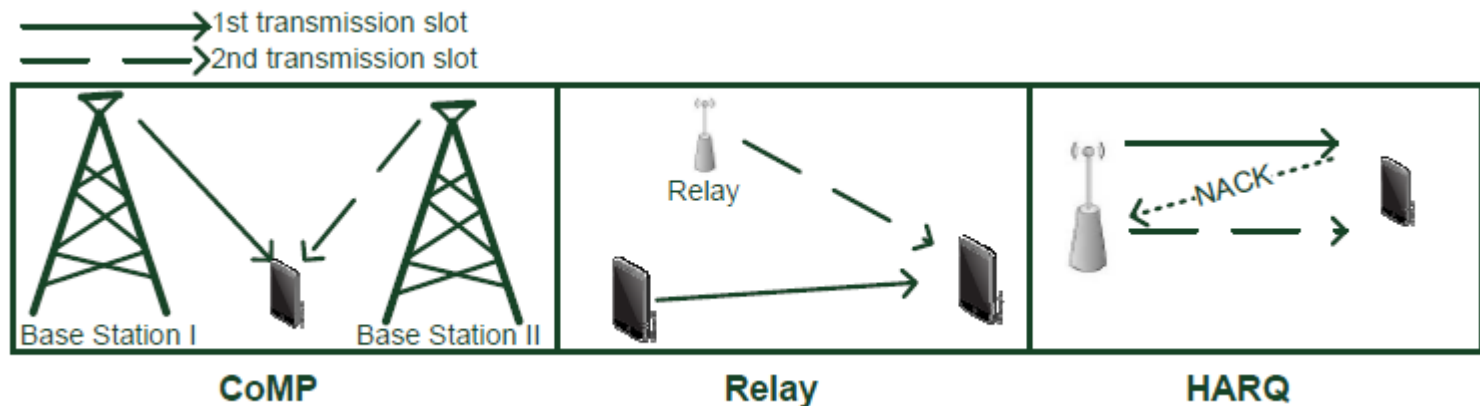 1st transmission slot
2nd transmission slot
Base Station I
Base Station II
Relay
NACK
CoMP
Relay
HARQ